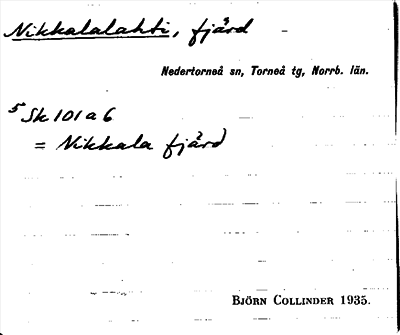 Nikkalalahti, fjärd
Nedertorneå sn, Torneå tg, Norrb. län.
5 Sk 101 a 6
= Nikkala fjärd
BJÖRN COLLINDER 1935.